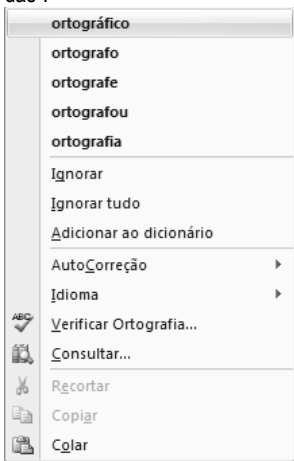 ortográfico
ortografo
ortografe
ortografou
ortografia
Ignorar
Ignorar tudo
Adicionar ao dicionário
AutoCorreção
Idioma
ABC
Verificar Ortografia...
Consultar...
Recortar
Copiar
Colar